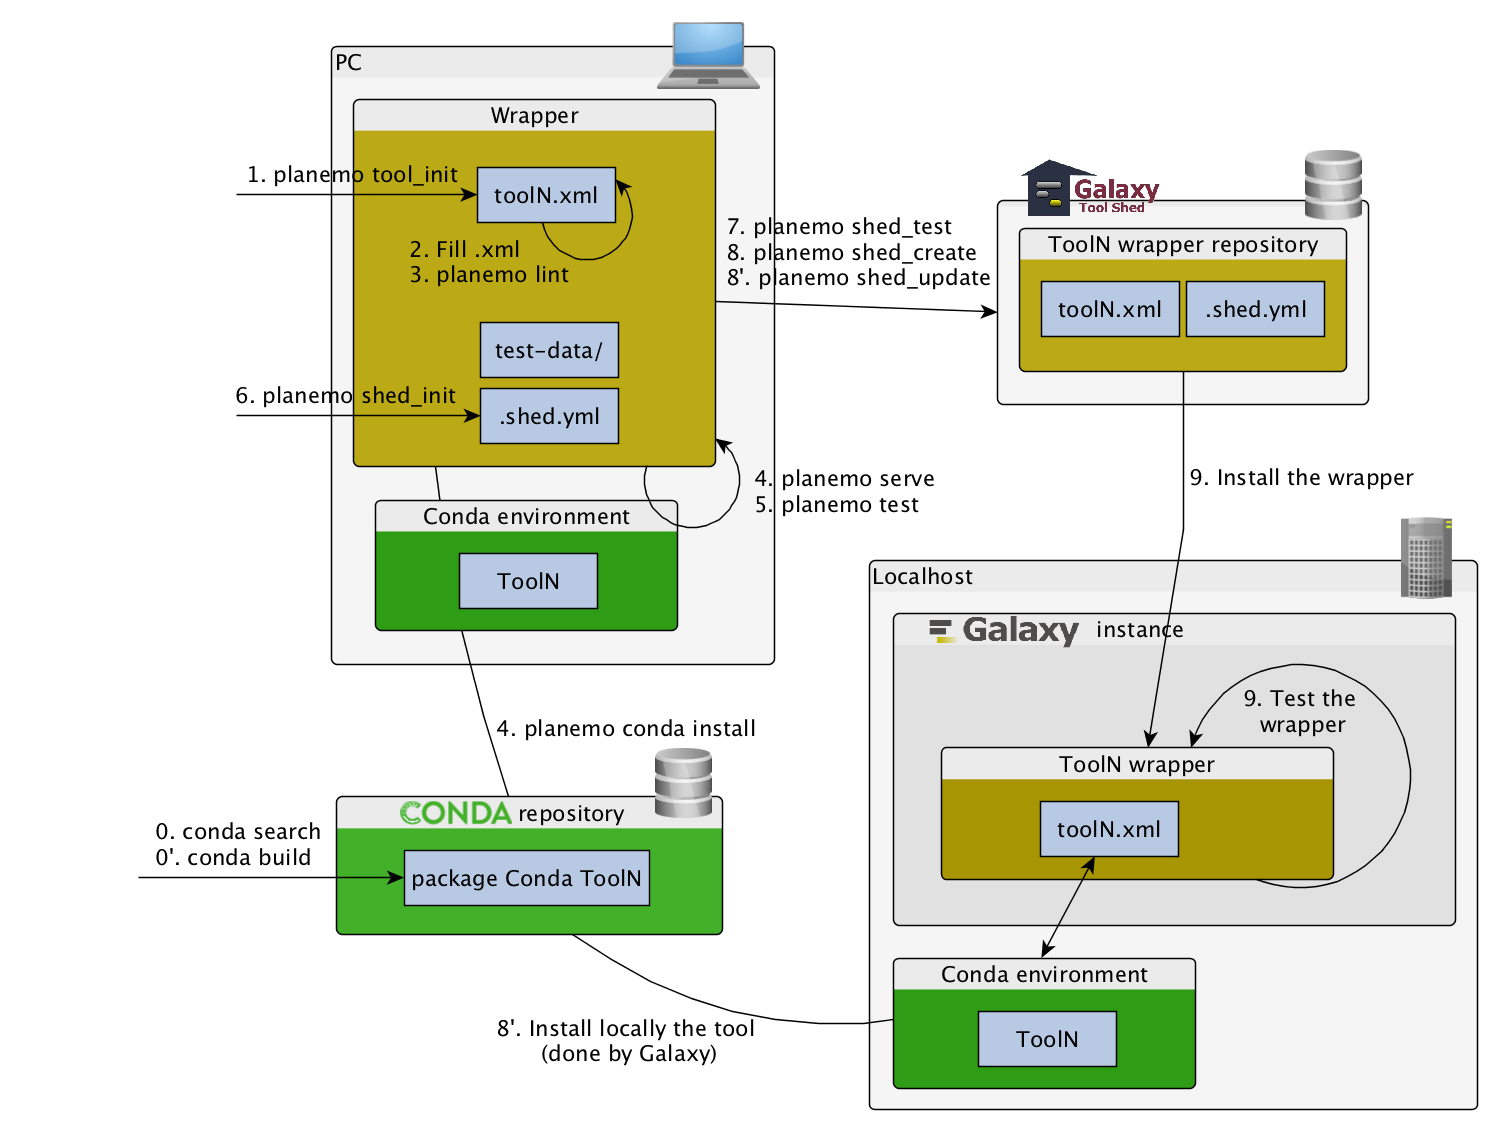 PC
Wrapper
1. planemo tool_init
toolN.xml
2. Fill .xml
3. planemo lint
test-data/
6. planemo shed_init
.shed.yml
4. planemo serve
5. planemo test
Conda environment
ToolN
7. planemo shed_test
8. planemo shed_create
8'. planemo shed_update
Galaxy
Tool Shed
ToolN wrapper repository
toolN.xml
.shed.yml
9. Install the wrapper
4. planemo conda install
CONDA repository
0. conda search
0'. conda build
package Conda ToolN
8'. Install locally the tool
(done by Galaxy)
Localhost
Galaxy instance
9. Test the
wrapper
ToolN wrapper
toolN.xml
Conda environment
ToolN